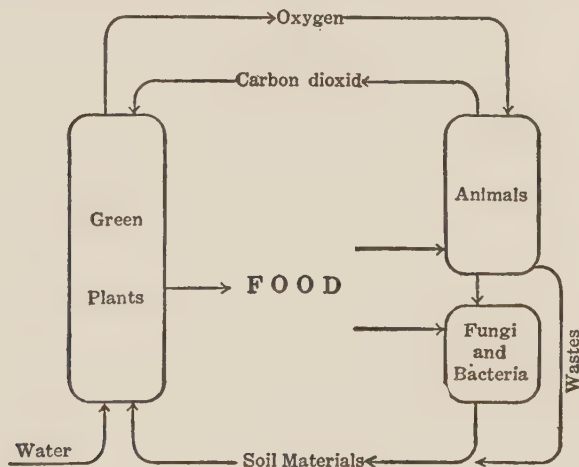 Oxygen
Carbon dioxid
Animals
Green
Plants
FOOD
Fungi
and
Bacteria
Wastes
Water
Soil Materials